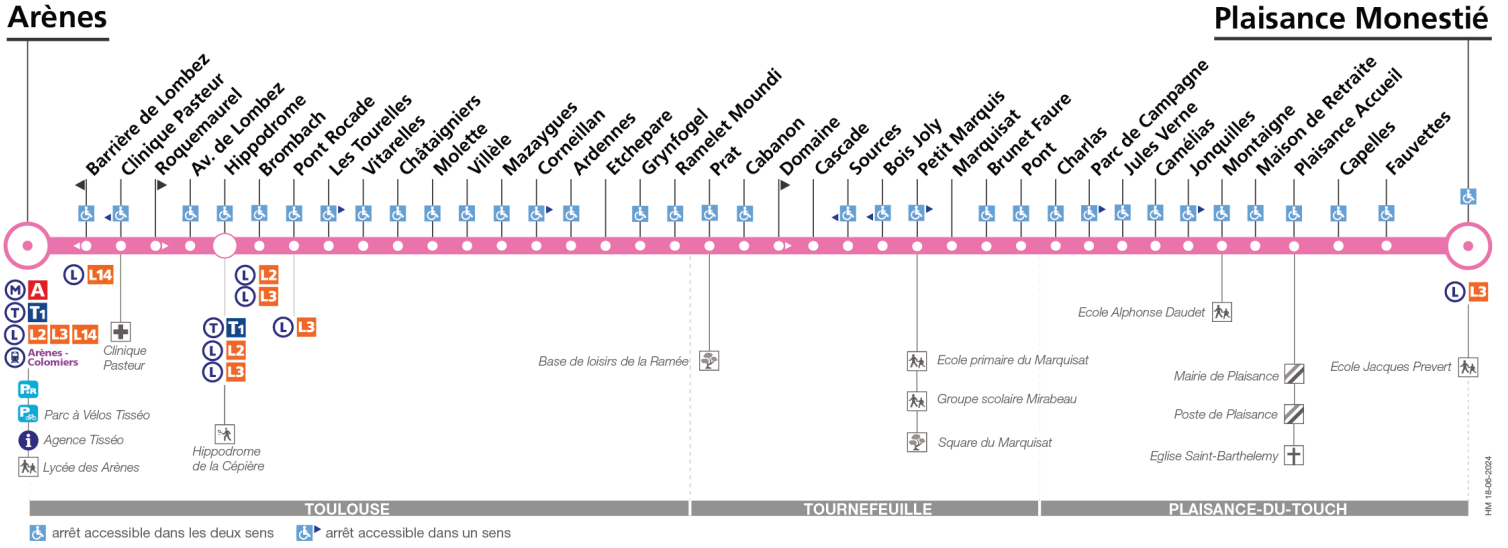 Arènes
Plaisance Monestié
Barrière de Lombez
Clinique Pasteur
Roquemaurel
Av. de Lombez
Hippodrome
Brombach
Pont Rocade
Les Tourelles
Vitarelles
Châtaigniers
Molette
Villèle
Mazaygues
Corneillan
Ardennes
Etchepare
Grynfogel
Ramelet Moundi
Prat
Cabanon
Domaine
Cascade
Sources
Bois Joly
Petit Marquis
Marquisat
Brunet Faure
Pont
Charlas
Parc de Campagne
Jules Verne
Camélias
Jonquilles
Montaigne
Maison de Retraite
Plaisance Accueil
Capelles
Fauvettes
M A
T T1
L L2 L3 L14
Arènes -
Colomiers
P+R
P
Parc à Vélos Tisséo
i Agence Tisséo
Lycée des Arènes
L L14
Clinique
Pasteur
T T1
L L2
L L3
Hippodrome
de la Cépière
L L2
L L3
L L3
Base de loisirs de la Ramée
Ecole primaire du Marquisat
Groupe scolaire Mirabeau
Square du Marquisat
Ecole Alphonse Daudet
Mairie de Plaisance
Poste de Plaisance
Eglise Saint-Barthelemy
L L3
Ecole Jacques Prevert
HM 18-06-2024
TOULOUSE
TOURNEFEUILLE
PLAISANCE-DU-TOUCH
arrêt accessible dans les deux sens
arrêt accessible dans un sens